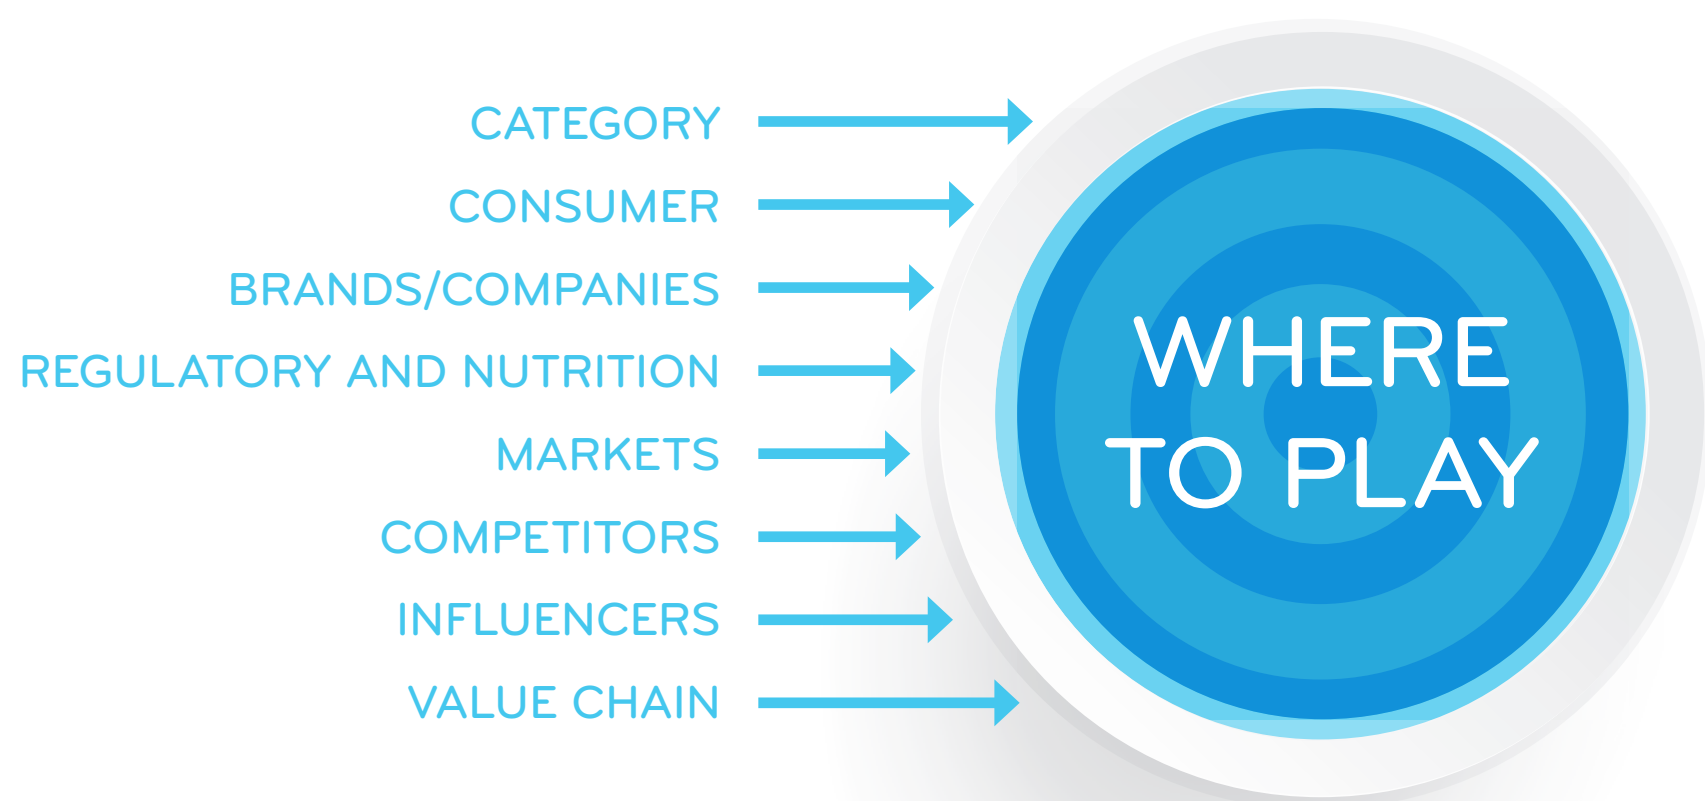 CATEGORY
CONSUMER
BRANDS/COMPANIES
REGULATORY AND NUTRITION
MARKETS
COMPETITORS
INFLUENCERS
VALUE CHAIN
WHERE
TO PLAY